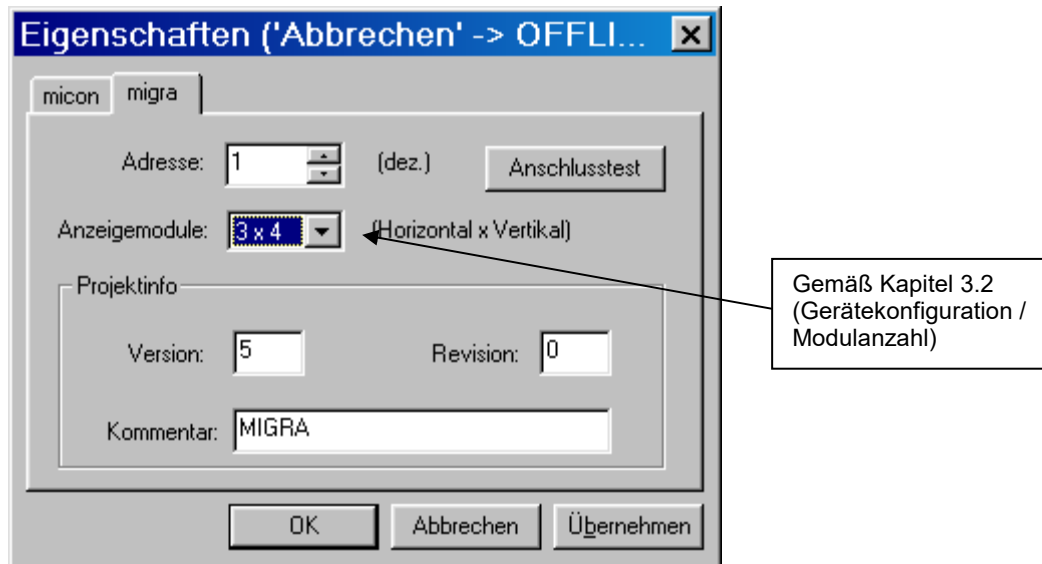 Eigenschaften ('Abbrechen' -> OFFLI...
micon migra
Adresse: 1 (dez.) Anschlusstest
Anzeigemodule: 3 x 4 (Horizontal x Vertikal)
Projektinfo
Version: 5 Revision: 0
Kommentar: MIGRA
OK Abbrechen Übernehmen
Gemäß Kapitel 3.2
(Gerätekonfiguration /
Modulanzahl)